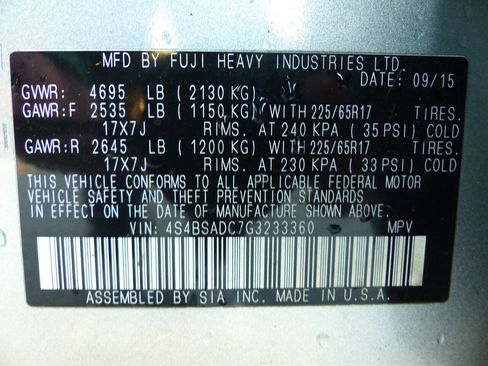 MFD BY FUJI HEAVY INDUSTRIES LTD.
DATE: 09/15
GVWR: 4695 LB ( 2130 KG)
GAWR:F 2535 LB ( 1150 KG) WITH 225/65R17 TIRES.
17X7J RIMS. AT 240 KPA ( 35 PSI) COLD
GAWR:R 2645 LB ( 1200 KG) WITH 225/65R17 TIRES.
17X7J RIMS. AT 230 KPA ( 33 PSI) COLD
THIS VEHICLE CONFORMS TO ALL APPLICABLE FEDERAL MOTOR
VEHICLE SAFETY AND THEFT PREVENTION STANDARDS
IN EFFECT ON THE DATE OF MANUFACTURE SHOWN ABOVE.
VIN: 4S4BSADC7G3233360 MPV
ASSEMBLED BY SIA INC. MADE IN U.S.A.